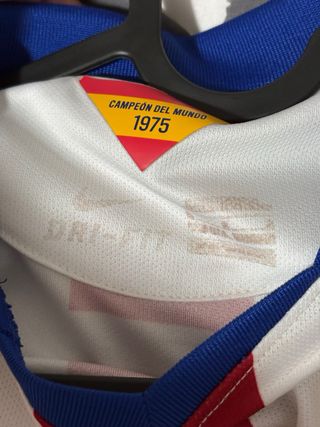 CAMPEÓN DEL MUNDO
1975
DRI-FIT